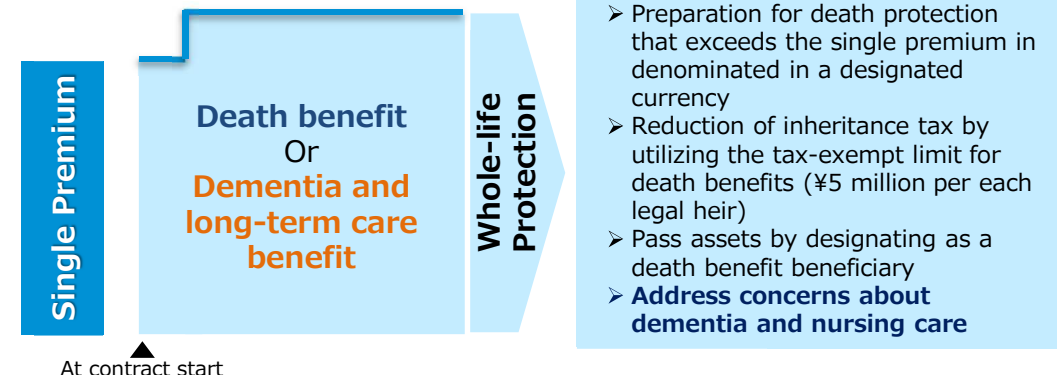 Single Premium
Death benefit
Or
Dementia and
long-term care
benefit
At contract start
Whole-life
Protection
➢ Preparation for death protection
that exceeds the single premium in
denominated in a designated
currency
➢ Reduction of inheritance tax by
utilizing the tax-exempt limit for
death benefits (¥5 million per each
legal heir)
➢ Pass assets by designating as a
death benefit beneficiary
➢ Address concerns about
dementia and nursing care